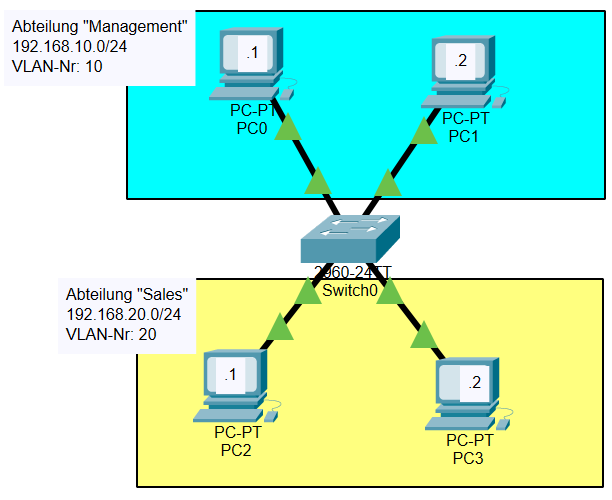 Abteilung "Management"
192.168.10.0/24
VLAN-Nr: 10
.1
PC-PT
PC0
.2
PC-PT
PC1
2960-24TT
Switch0
Abteilung "Sales"
192.168.20.0/24
VLAN-Nr: 20
.1
PC-PT
PC2
.2
PC-PT
PC3